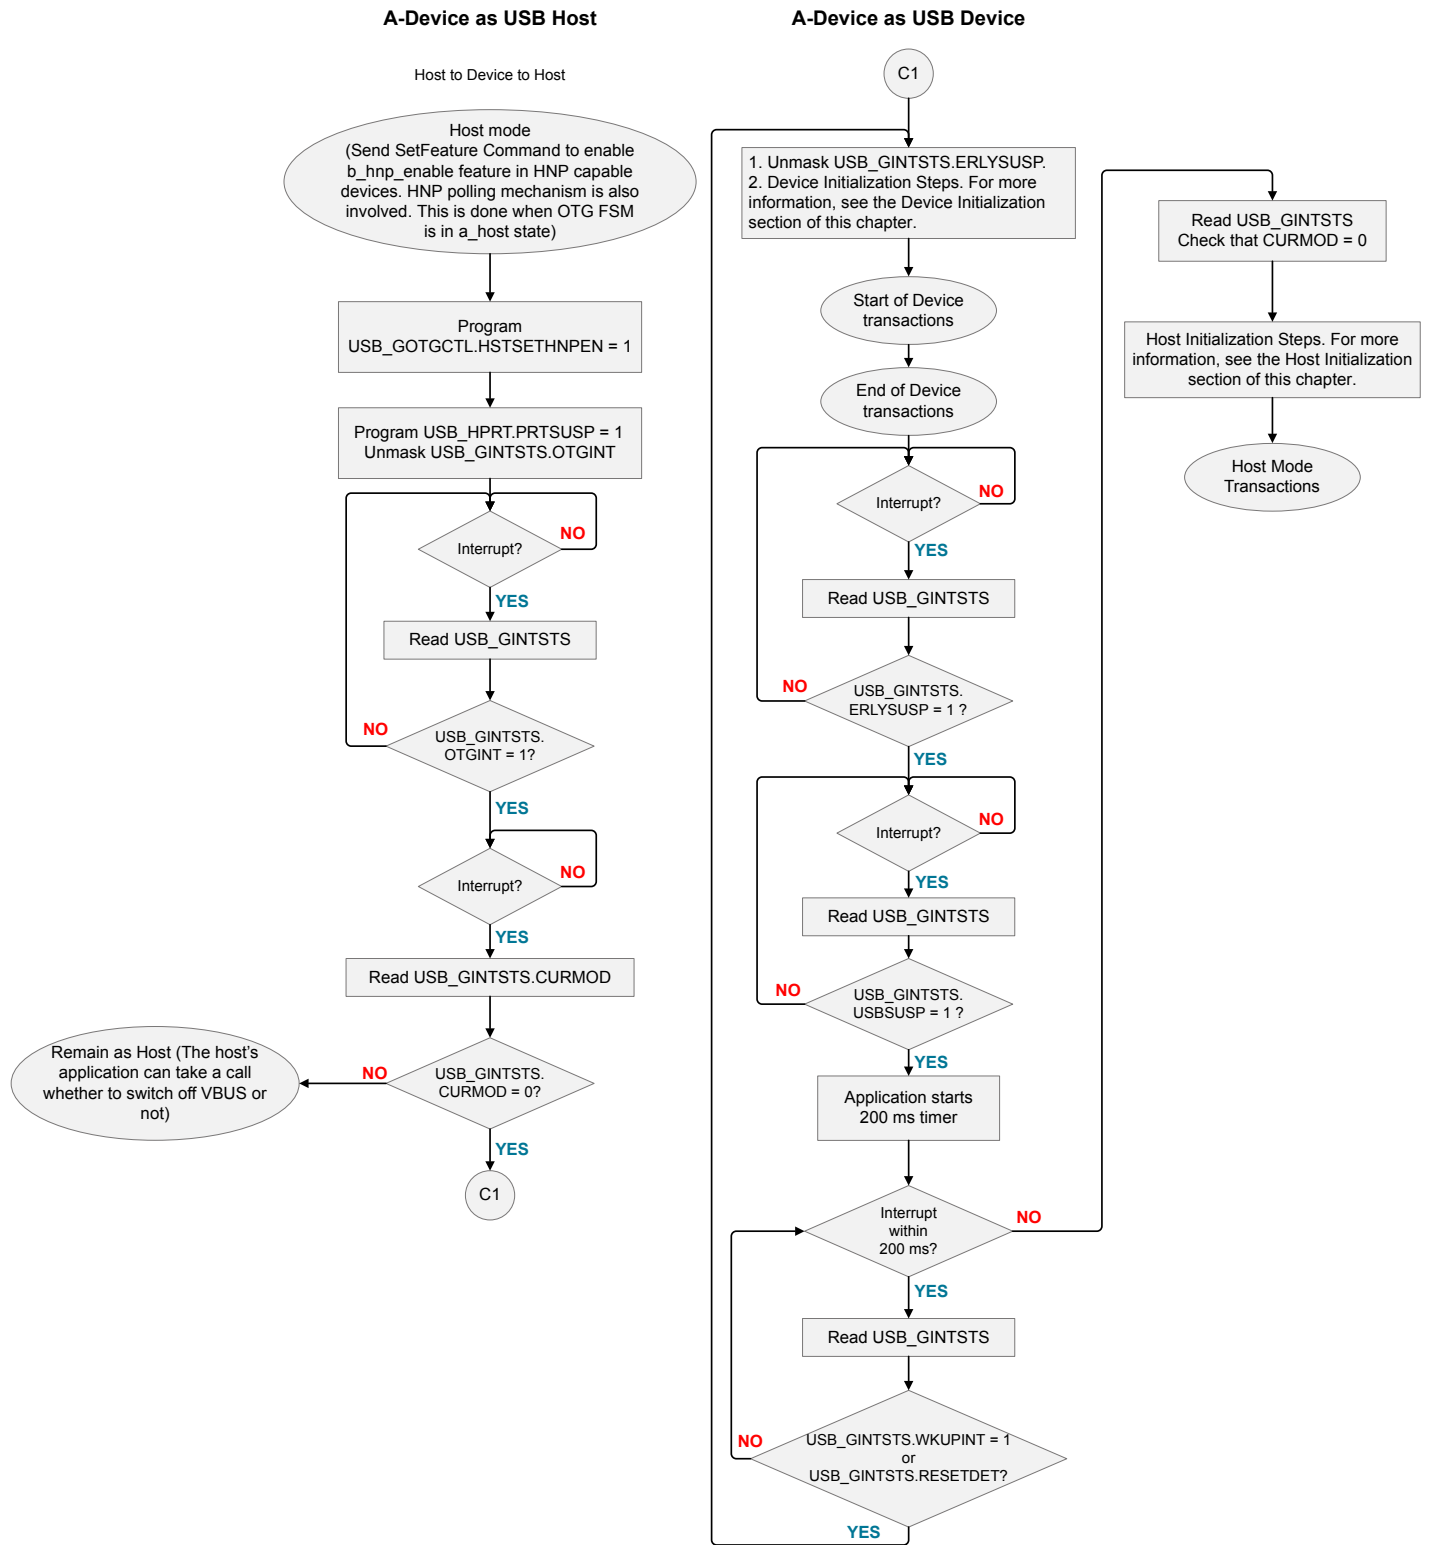 A-Device as USB Host
Host to Device to Host
Host mode
(Send SetFeature Command to enable
b_hnp_enable feature in HNP capable
devices. HNP polling mechanism is also
involved. This is done when OTG FSM
is in a_host state)
Program
USB_GOTGCTL.HSTSETHNPEN = 1
Program USB_HPRT.PRTSUSP = 1
Unmask USB_GINTSTS.OTGINT
Interrupt?
NO
YES
Read USB_GINTSTS
USB_GINTSTS.
OTGINT = 1?
NO
YES
Interrupt?
NO
YES
Read USB_GINTSTS.CURMOD
USB_GINTSTS.
CURMOD = 0?
NO
Remain as Host (The host's
application can take a call
whether to switch off VBUS or
not)
YES
C1
A-Device as USB Device
C1
1. Unmask USB_GINTSTS.ERLYSUSP.
2. Device Initialization Steps. For more
information, see the Device Initialization
section of this chapter.
Start of Device
transactions
End of Device
transactions
Interrupt?
NO
YES
Read USB_GINTSTS
USB_GINTSTS.
ERLYSUSP = 1 ?
NO
YES
Interrupt?
NO
YES
Read USB_GINTSTS
USB_GINTSTS.
USBSUSP = 1 ?
NO
YES
Application starts
200 ms timer
Interrupt
within
200 ms?
NO
YES
Read USB_GINTSTS
USB_GINTSTS.WKUPINT = 1
or
USB_GINTSTS.RESETDET?
NO
YES
Read USB_GINTSTS
Check that CURMOD = 0
Host Initialization Steps. For more
information, see the Host Initialization
section of this chapter.
Host Mode
Transactions